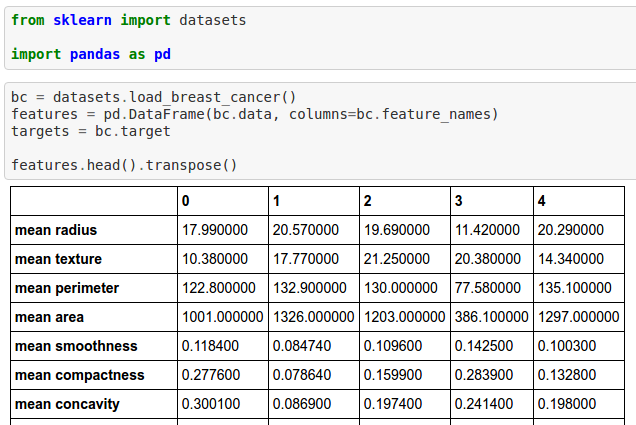 from sklearn import datasets
import pandas as pd
bc = datasets.load_breast_cancer()
features = pd.DataFrame(bc.data, columns=bc.feature_names)
targets = bc.target
features.head().transpose()
0 1 2 3 4
mean radius 17.990000 20.570000 19.690000 11.420000 20.290000
mean texture 10.380000 17.770000 21.250000 20.380000 14.340000
mean perimeter 122.800000 132.900000 130.000000 77.580000 135.100000
mean area 1001.000000 1326.000000 1203.000000 386.100000 1297.000000
mean smoothness 0.118400 0.084740 0.109600 0.142500 0.100300
mean compactness 0.277600 0.078640 0.159900 0.283900 0.132800
mean concavity 0.300100 0.086900 0.197400 0.241400 0.198000